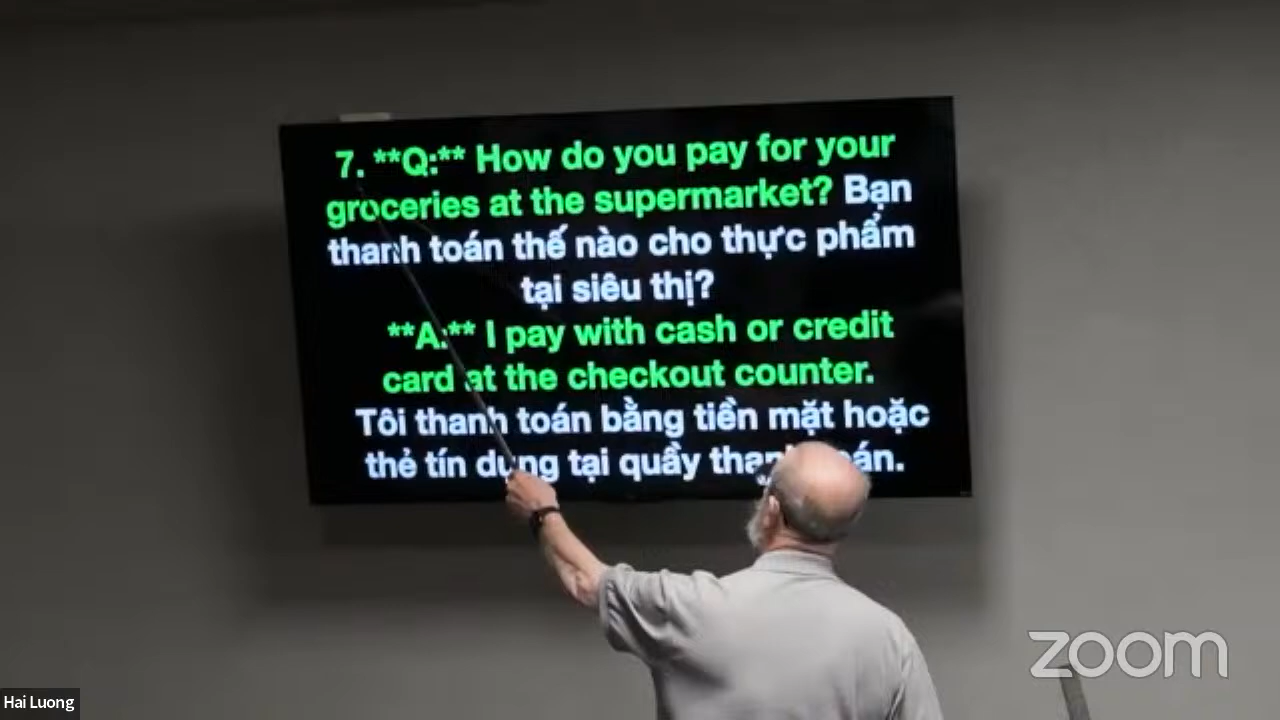 7. **Q:** How do you pay for your
groceries at the supermarket? Bạn
thanh toán thế nào cho thực phẩm
tại siêu thị?
**A:** I pay with cash or credit
card at the checkout counter.
Tôi thanh toán bằng tiền mặt hoặc
thẻ tín dụng tại quầy thanh toán.
zoom
Hai Luong